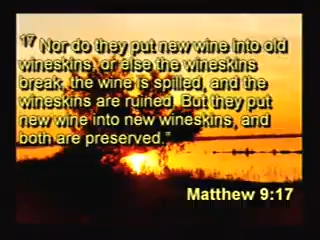 17 Nor do they put new wine into old
wineskins, or else the wineskins
break, the wine is spilled, and the
wineskins are ruined. But they put
new wine into new wineskins, and
both are preserved."
Matthew 9:17